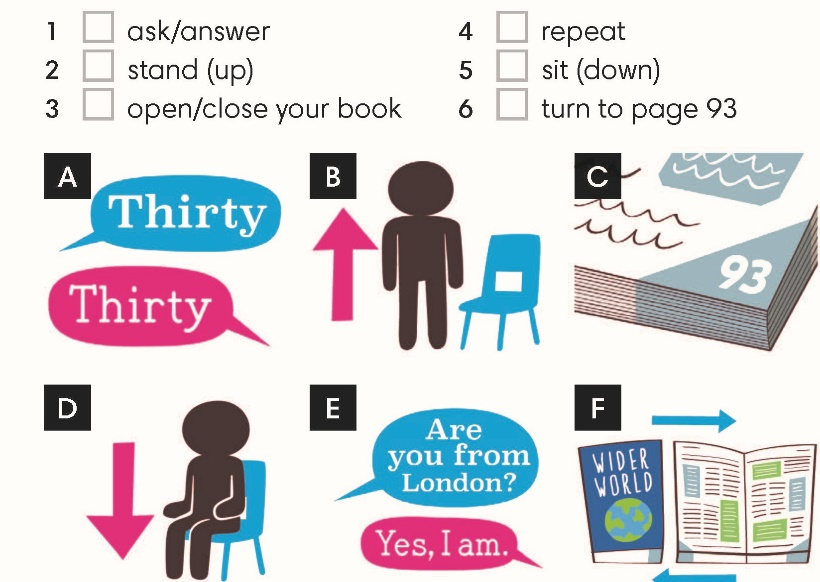 1 ask/answer
2 stand (up)
3 open/close your book
4 repeat
5 sit (down)
6 turn to page 93
A
Thirty
Thirty
B
C
93
D
E
Are
you from
London?
Yes, I am.
F
WIDER
WORLD